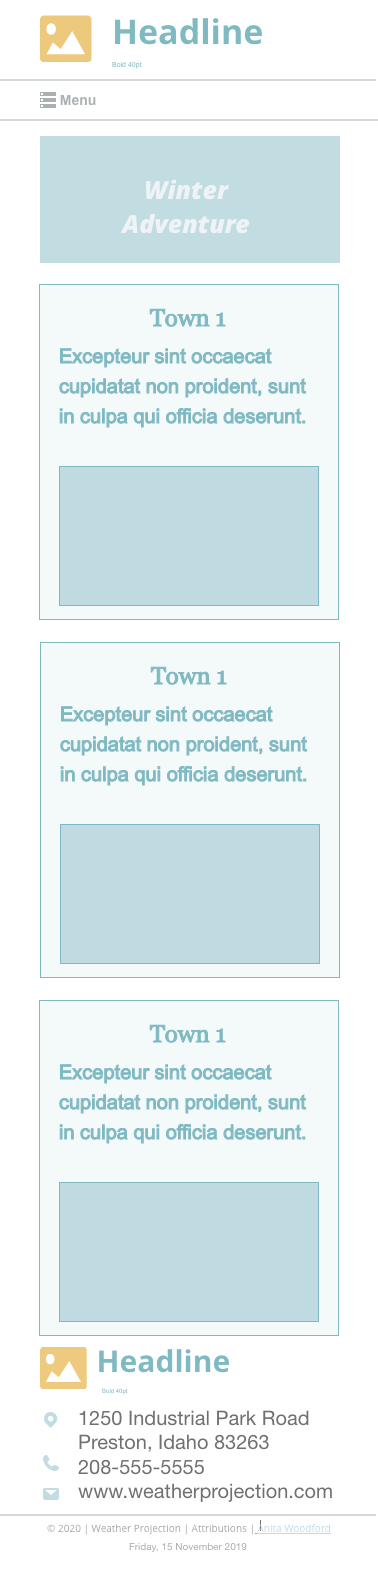 Headline
Bold 40pt
Menu
Winter
Adventure
Town 1
Excepteur sint occaecat
cupidatat non proident, sunt
in culpa qui officia deserunt.
Town 1
Excepteur sint occaecat
cupidatat non proident, sunt
in culpa qui officia deserunt.
Town 1
Excepteur sint occaecat
cupidatat non proident, sunt
in culpa qui officia deserunt.
Headline
Bold 40pt
1250 Industrial Park Road
Preston, Idaho 83263
208-555-5555
www.weatherprojection.com
© 2020 | Weather Projection | Attributions | Anita Woodford
Friday, 15 November 2019